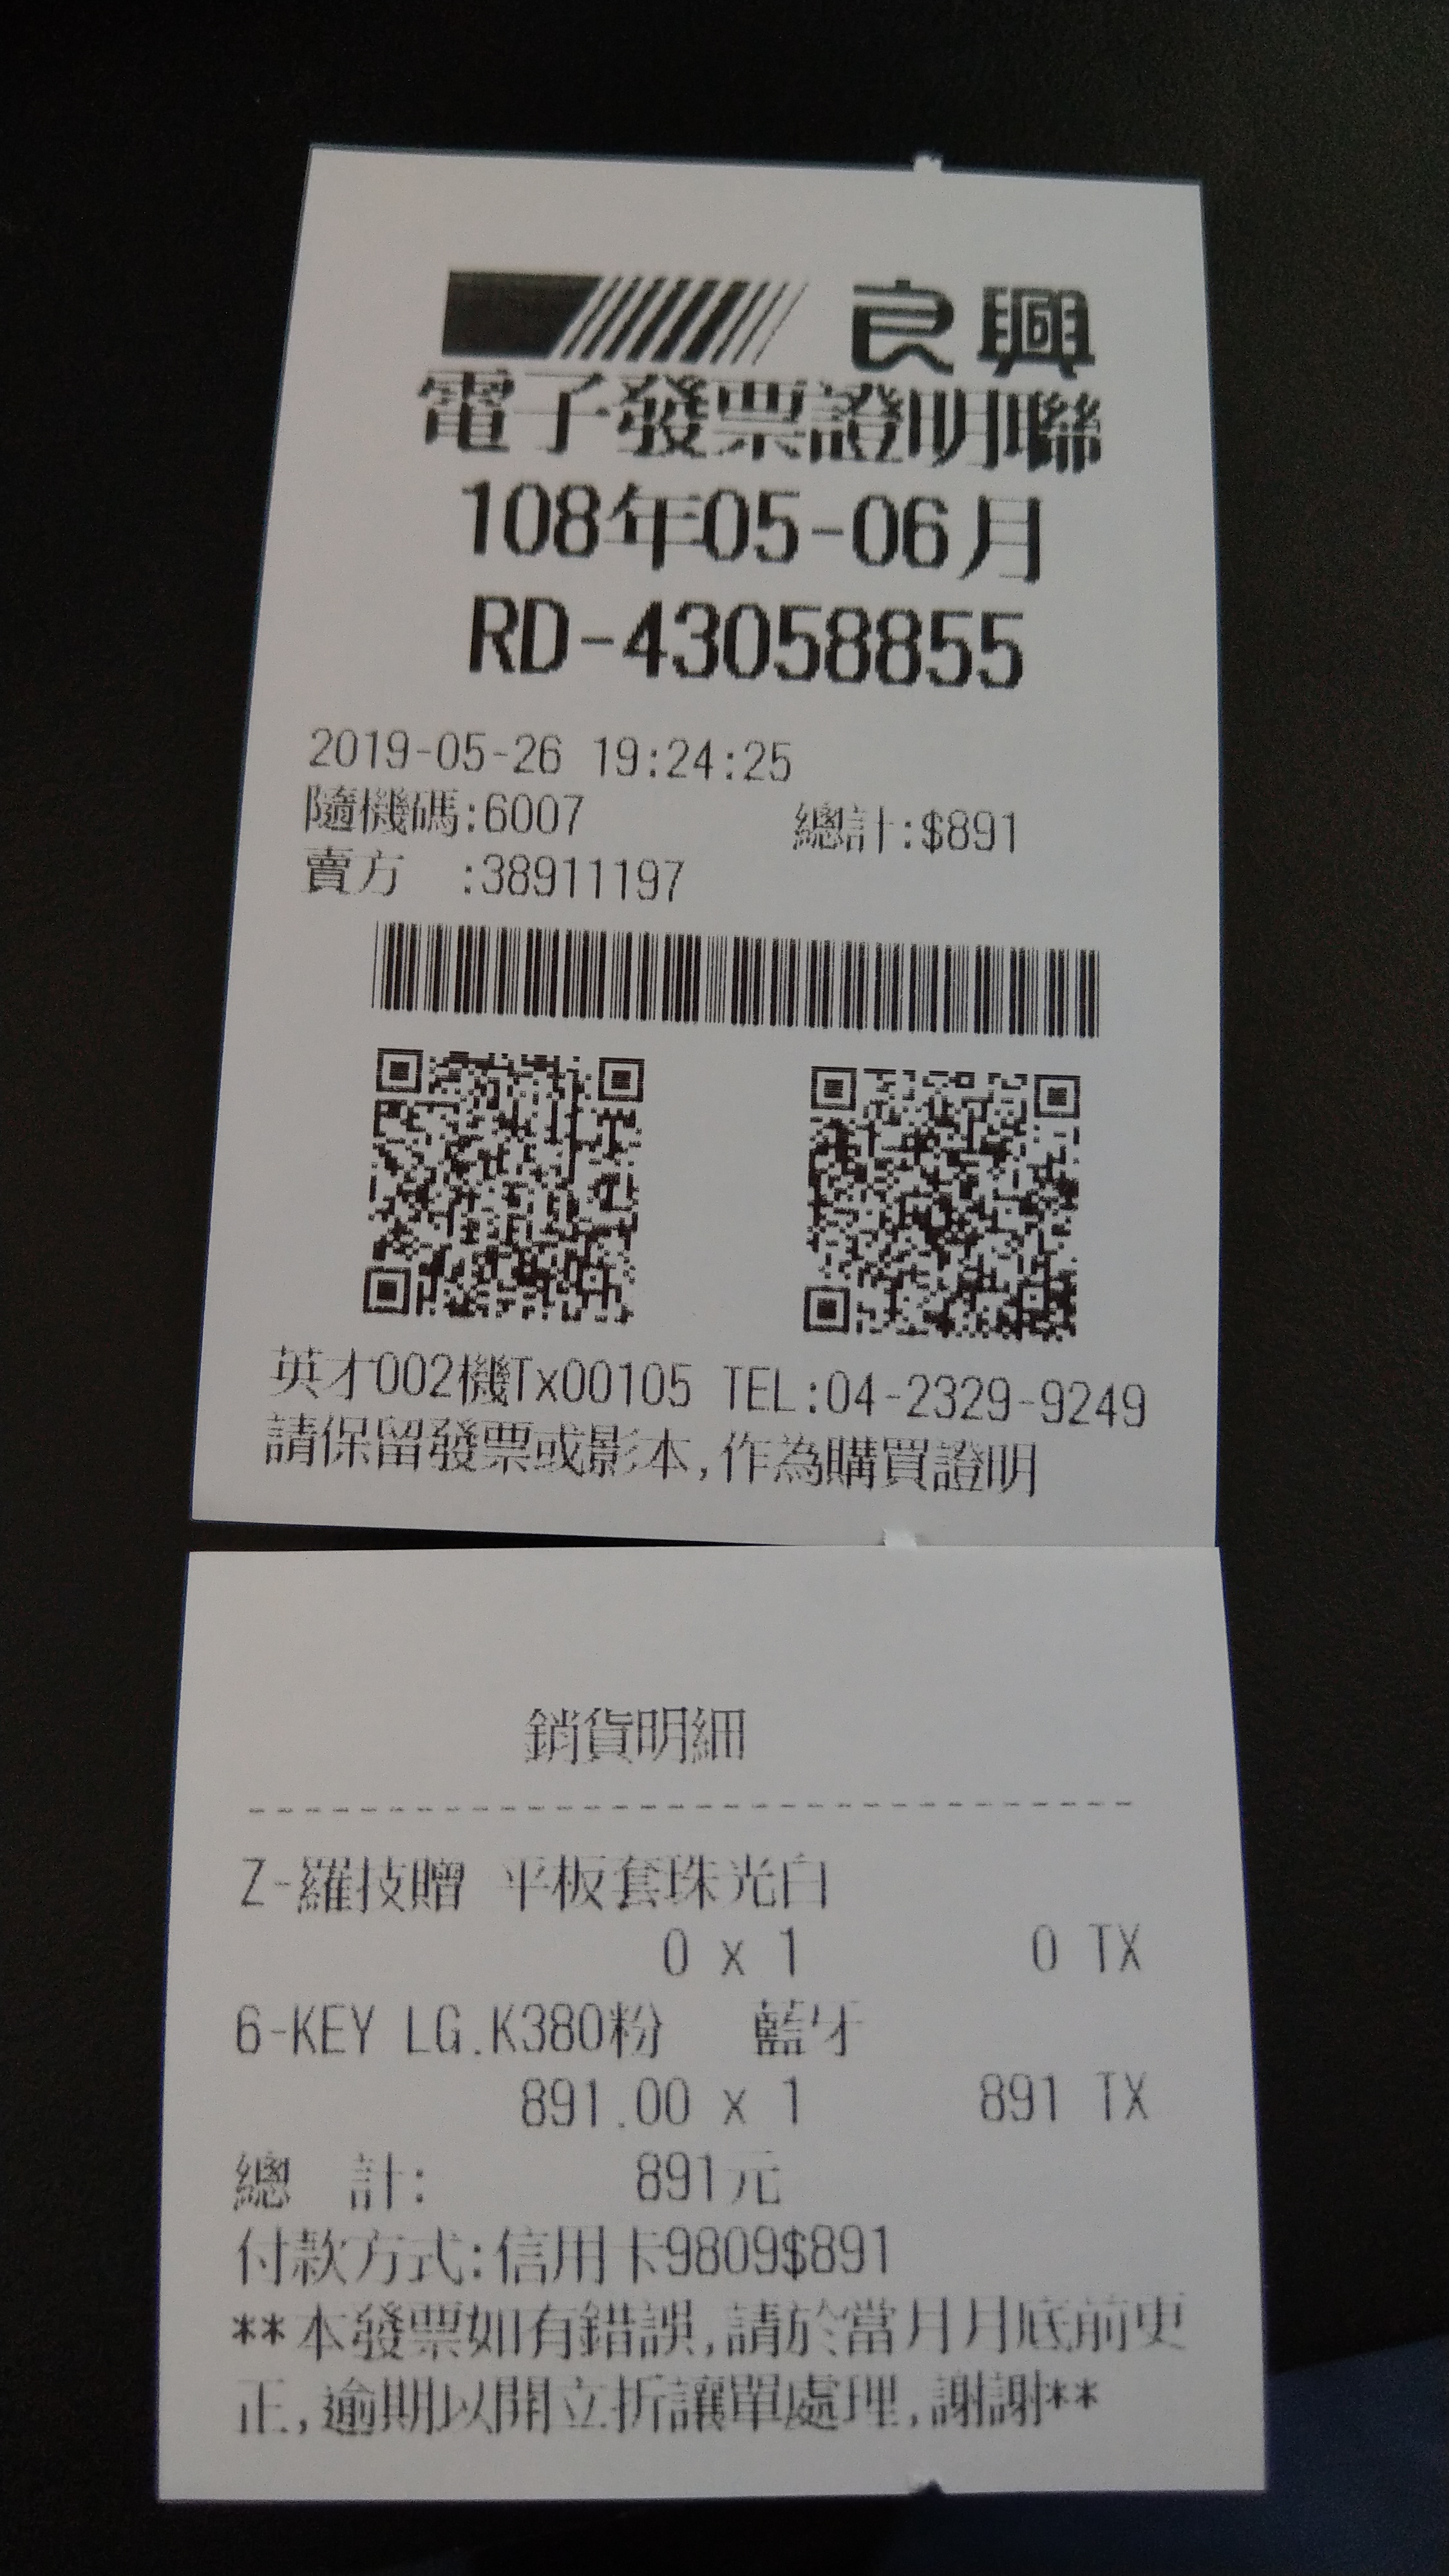 良興
電子發票證明聯
108年05-06月
RD-43058855
2019-05-26 19:24:25
隨機碼:6007 總計:$891
賣方 :38911197
英才002機Tx00105 TEL:04-2329-9249
請保留發票或影本,作為購買證明
銷貨明細
--------------------------------
Z-羅技贈 平板套珠光白
0 x 1 0 TX
6-KEY LG.K380粉 藍牙
891.00 x 1 891 TX
總 計: 891元
付款方式:信用卡9809$891
**本發票如有錯誤,請於當月月底前更
正,逾期以開立折讓單處理,謝謝**